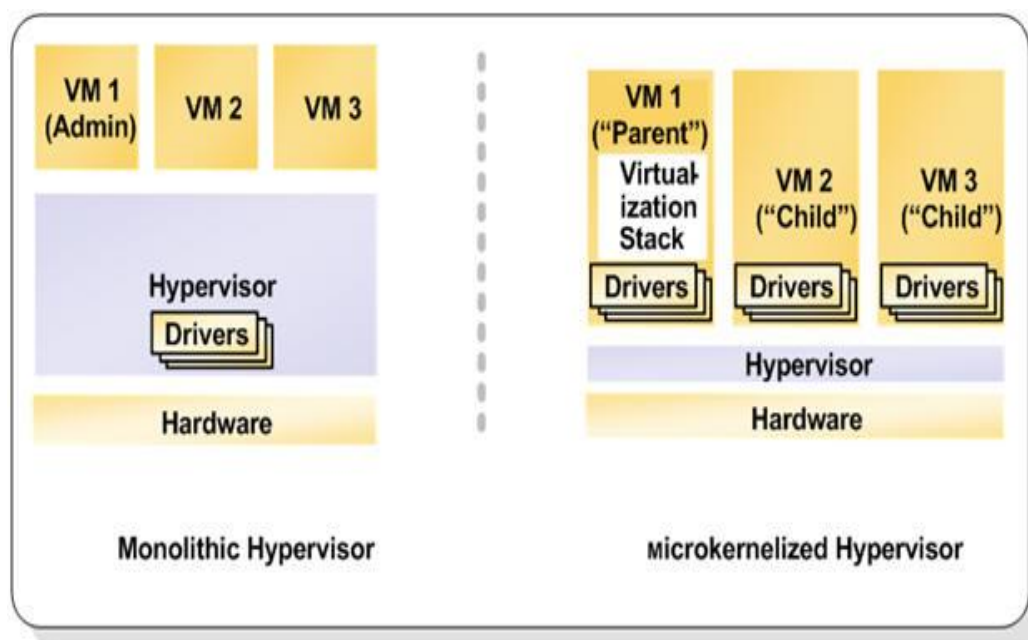 VM 1
(Admin)
VM 2
VM 3
Hypervisor
Drivers
Hardware
Monolithic Hypervisor
VM 1
("Parent")
Virtual-
ization
Stack
Drivers
VM 2
("Child")
Drivers
VM 3
("Child")
Drivers
Hypervisor
Hardware
мicrokernelized Hypervisor